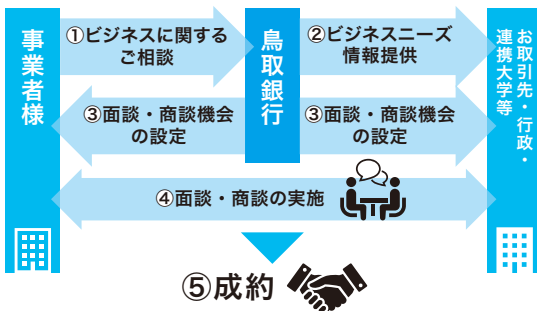 事業者様
①ビジネスに関する
ご相談
鳥取銀行
②ビジネスニーズ
情報提供
お取引先・行政・
連携大学等
③面談・商談機会
の設定
③面談・商談機会
の設定
④面談・商談の実施
⑤成約